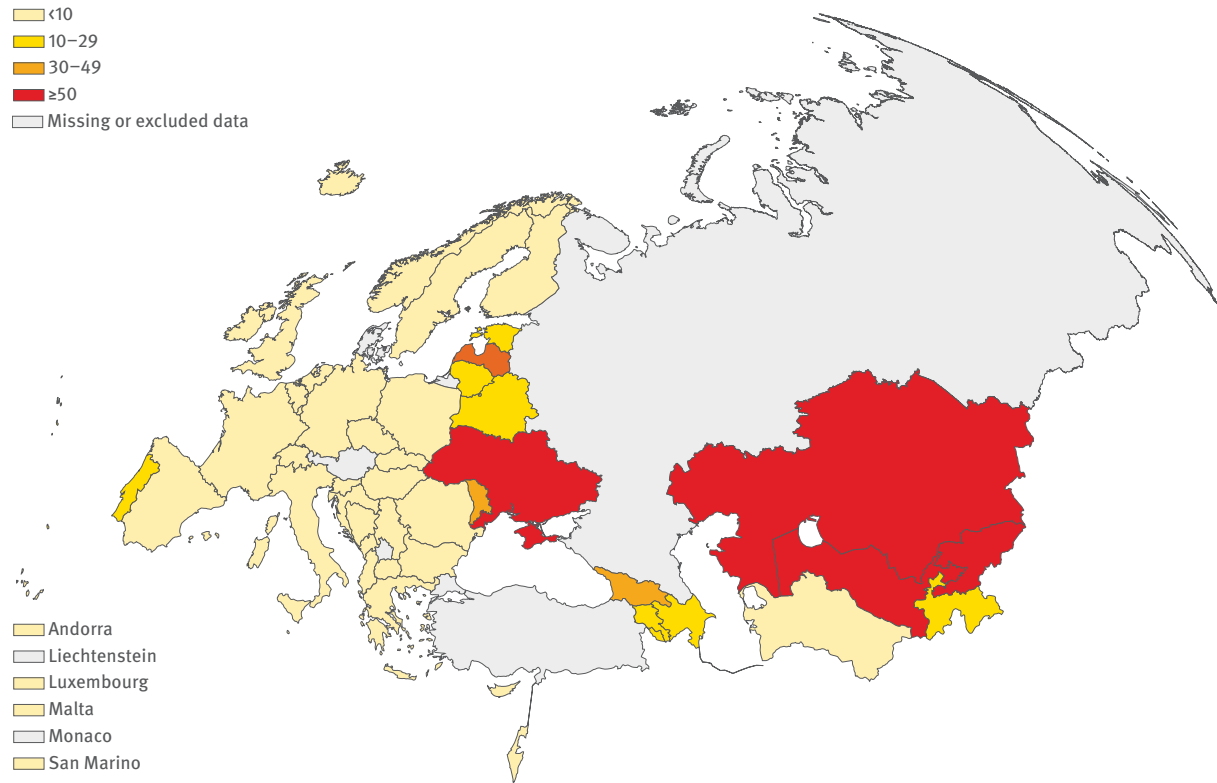 <10
10–29
30–49
≥50
Missing or excluded data
Andorra
Liechtenstein
Luxembourg
Malta
Monaco
San Marino